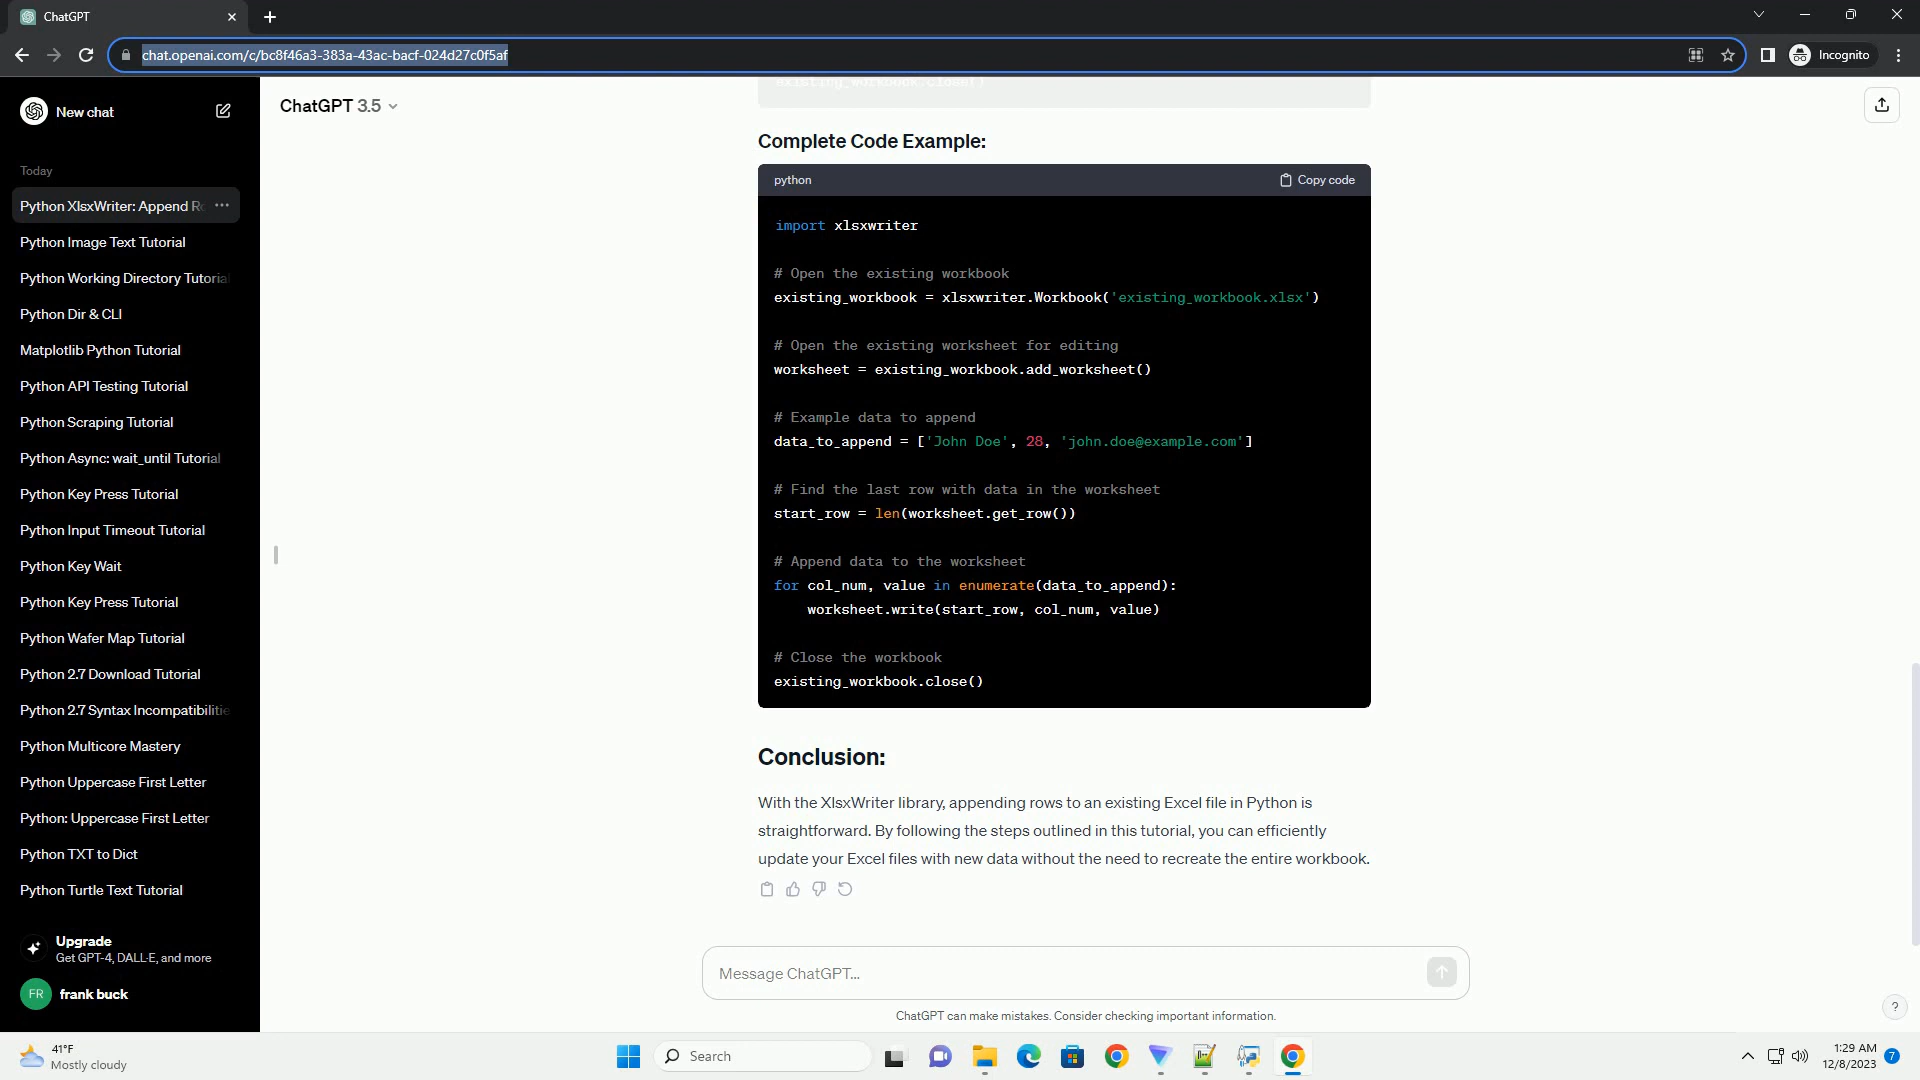 ChatGPT
chat.openai.com/c/bc8f46a3-383a-43ac-bacf-024d27c0f5af
Incognito
New chat
Today
Python XlsxWriter: Append Ro
Python Image Text Tutorial
Python Working Directory Tutorial
Python Dir & CLI
Matplotlib Python Tutorial
Python API Testing Tutorial
Python Scraping Tutorial
Python Async: wait_until Tutorial
Python Key Press Tutorial
Python Input Timeout Tutorial
Python Key Wait
Python Key Press Tutorial
Python Wafer Map Tutorial
Python 2.7 Download Tutorial
Python 2.7 Syntax Incompatibilitie
Python Multicore Mastery
Python Uppercase First Letter
Python: Uppercase First Letter
Python TXT to Dict
Python Turtle Text Tutorial
Upgrade
Get GPT-4, DALL·E, and more
FR
frank buck
ChatGPT 3.5
existing_workbook.close()
Complete Code Example:
python
Copy code
import xlsxwriter
# Open the existing workbook
existing_workbook = xlsxwriter.Workbook('existing_workbook.xlsx')
# Open the existing worksheet for editing
worksheet = existing_workbook.add_worksheet()
# Example data to append
data_to_append = ['John Doe', 28, 'john.doe@example.com']
# Find the last row with data in the worksheet
start_row = len(worksheet.get_row())
# Append data to the worksheet
for col_num, value in enumerate(data_to_append):
    worksheet.write(start_row, col_num, value)
# Close the workbook
existing_workbook.close()
Conclusion:
With the XlsxWriter library, appending rows to an existing Excel file in Python is
straightforward. By following the steps outlined in this tutorial, you can efficiently
update your Excel files with new data without the need to recreate the entire workbook.
Message ChatGPT...
ChatGPT can make mistakes. Consider checking important information.
?
41°F
Mostly cloudy
Search
1:29 AM
12/8/2023
7